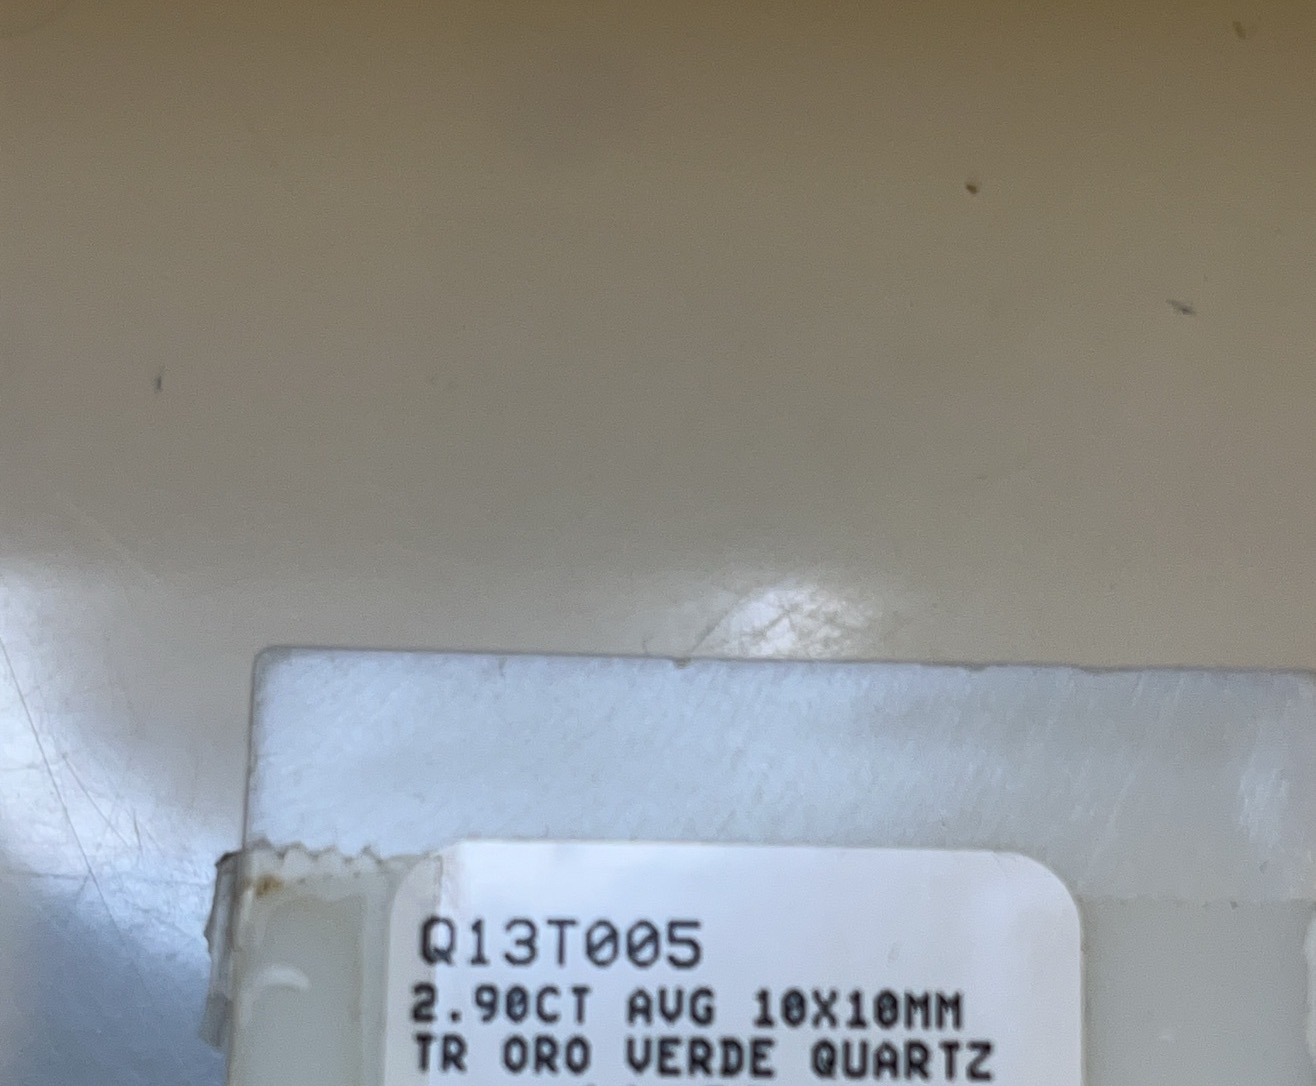 Q13T005
2.90CT AVG 10X10MM
TR ORO VERDE QUARTZ